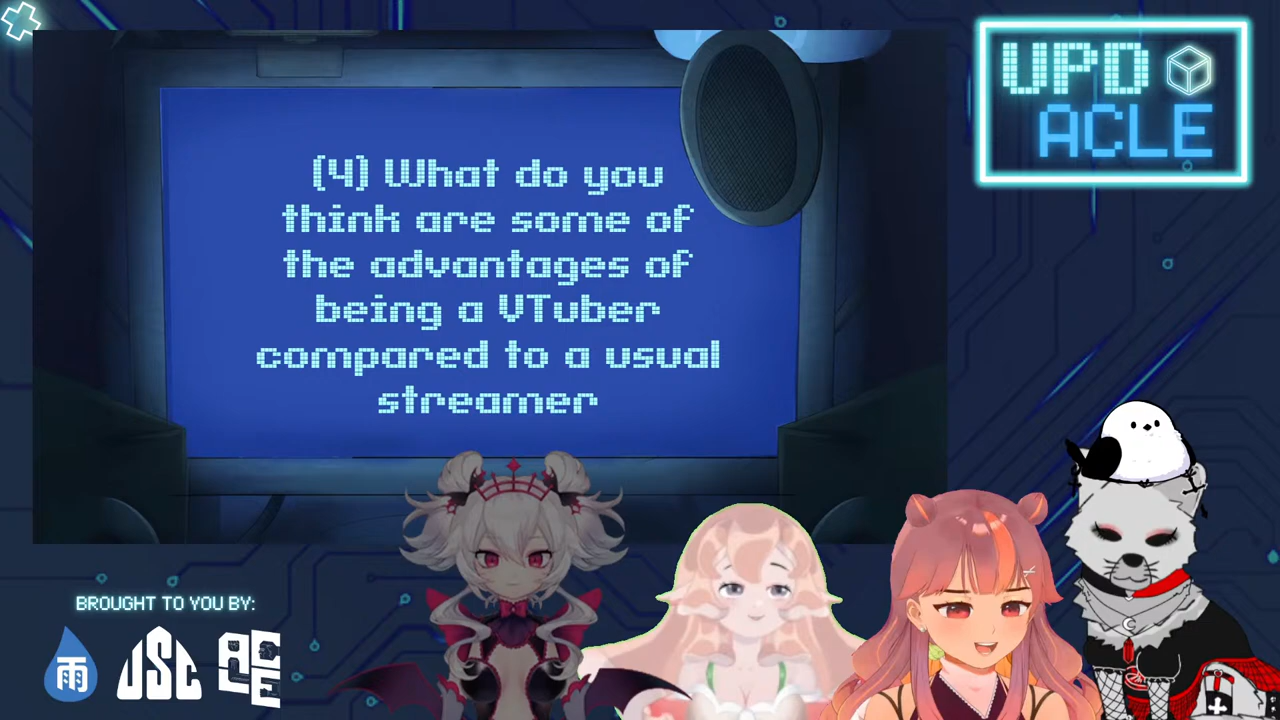 (4) What do you
think are some of
the advantages of
being a VTuber
compared to a usual
streamer
UPD
ACLE
BROUGHT TO YOU BY:
雨
USC
ACLE